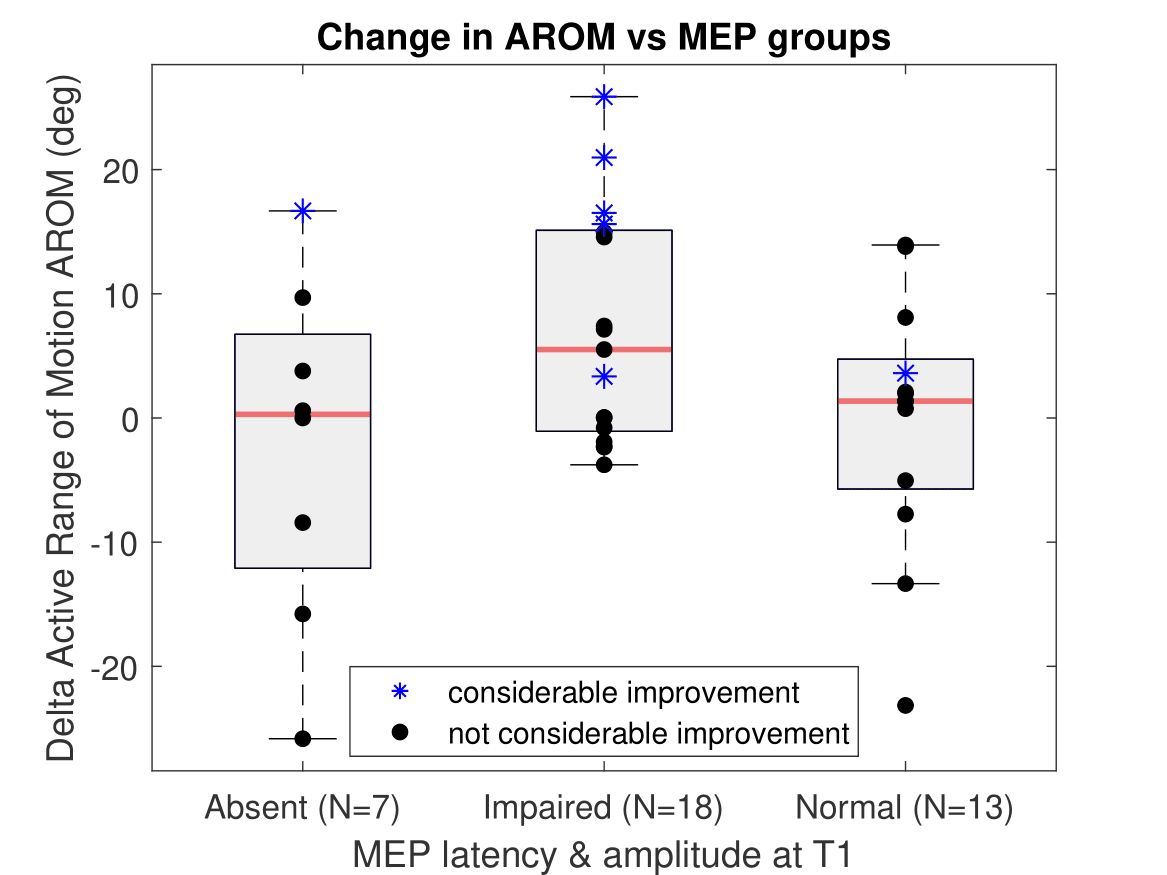 Change in AROM vs MEP groups
Delta Active Range of Motion AROM (deg)
20
10
0
-10
-20
considerable improvement
not considerable improvement
Absent (N=7) Impaired (N=18) Normal (N=13)
MEP latency & amplitude at T1